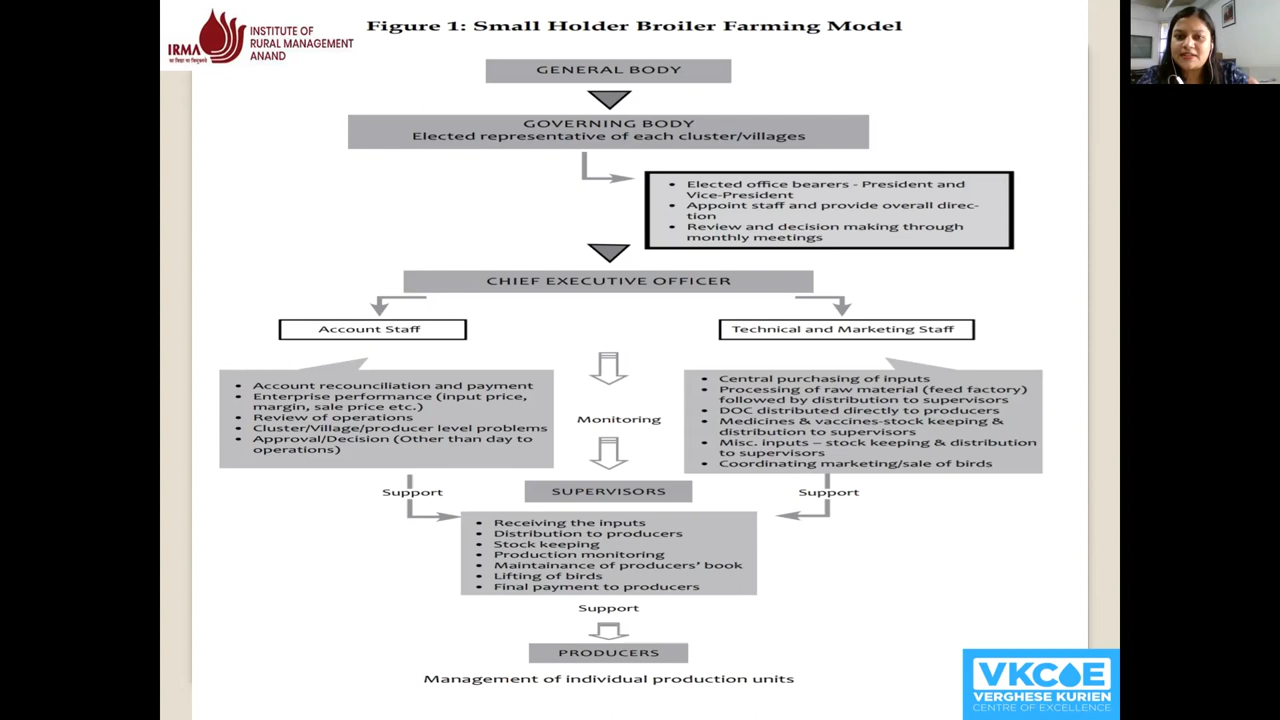 IRMA
INSTITUTE OF
RURAL MANAGEMENT
ANAND
Figure 1: Small Holder Broiler Farming Model
GENERAL BODY
GOVERNING BODY
Elected representative of each cluster/villages
• Elected office bearers - President and
Vice-President
• Appoint staff and provide overall direc-
tion
• Review and decision making through
monthly meetings
CHIEF EXECUTIVE OFFICER
Account Staff
Technical and Marketing Staff
• Account recounciliation and payment
• Enterprise performance (input price,
margin, sale price etc.)
• Review of operations
• Cluster/Village/producer level problems
• Approval/Decision (Other than day to
operations)
Monitoring
• Central purchasing of inputs
• Processing of raw material (feed factory)
followed by distribution to supervisors
• DOC distributed directly to producers
• Medicines & vaccines-stock keeping &
distribution to supervisors
• Misc. inputs – stock keeping & distribution
to supervisors
• Coordinating marketing/sale of birds
Support
SUPERVISORS
Support
• Receiving the inputs
• Distribution to producers
• Stock keeping
• Production monitoring
• Maintainance of producers' book
• Lifting of birds
• Final payment to producers
Support
PRODUCERS
Management of individual production units
VKCOE
VERGHESE KURIEN
CENTRE OF EXCELLENCE